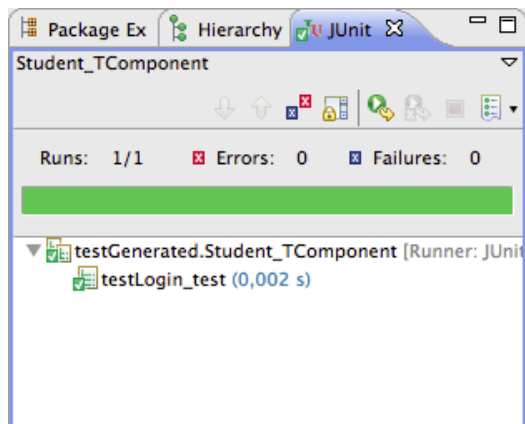 Package Ex Hierarchy JUnit
Student_TComponent
Runs: 1/1 Errors: 0 Failures: 0
testGenerated.Student_TComponent [Runner: JUnit
testLogin_test (0,002 s)